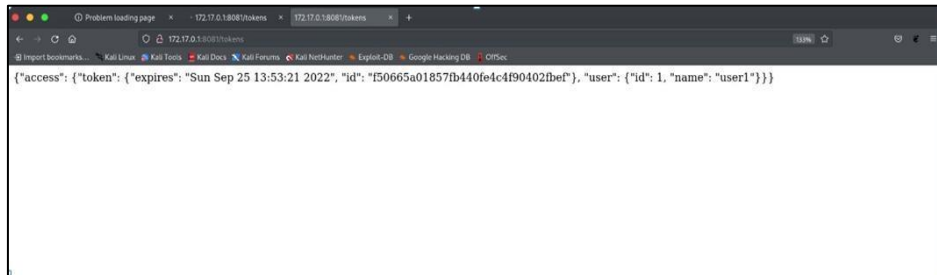 Problem loading page × 172.17.0.1:8081/tokens × 172.17.0.1:8081/tokens × +
172.17.0.1:8081/tokens 133%
Import bookmarks... Kali Linux Kali Tools Kali Docs Kali Forums Kali NetHunter Exploit-DB Google Hacking DB OffSec
{"access": {"token": {"expires": "Sun Sep 25 13:53:21 2022", "id": "f50665a01857fb440fe4c4f90402fbef"}, "user": {"id": 1, "name": "user1"}}}